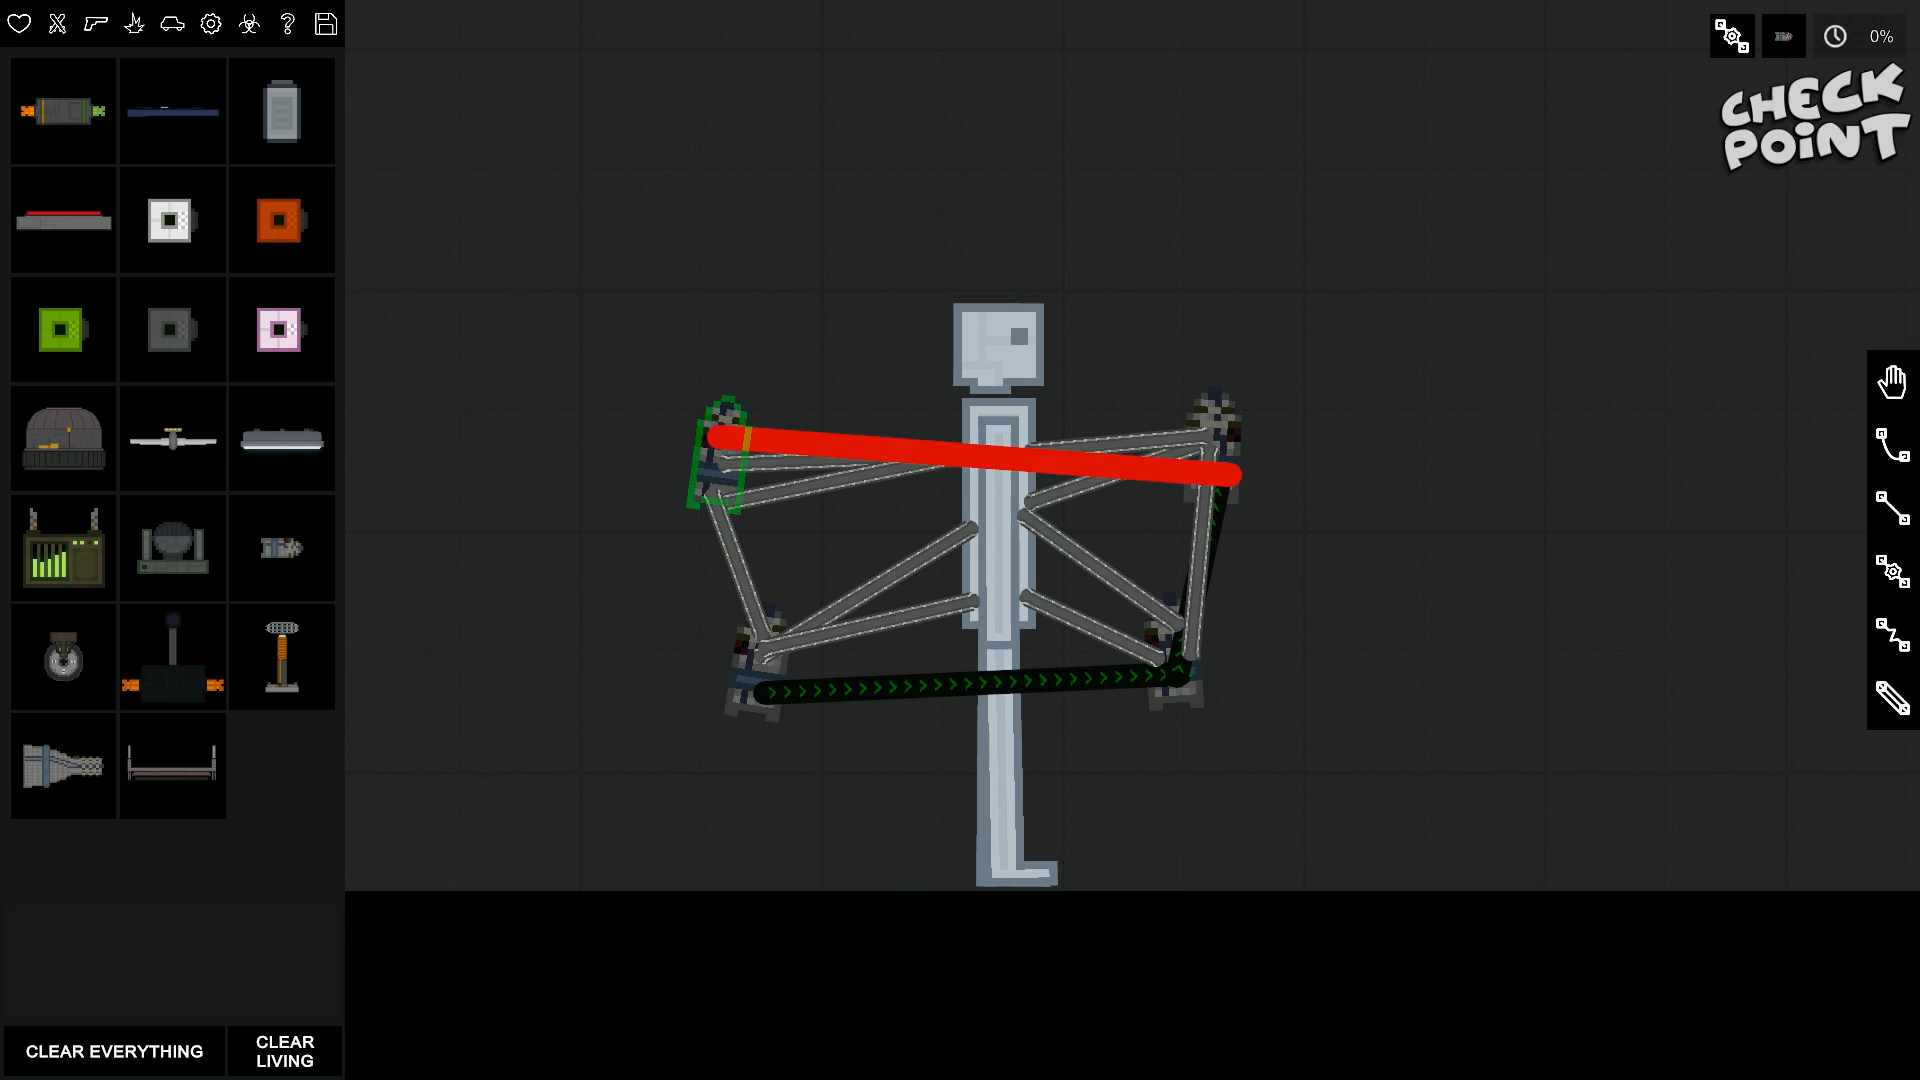 0%
CHECK
POINT
CLEAR EVERYTHING
CLEAR
LIVING